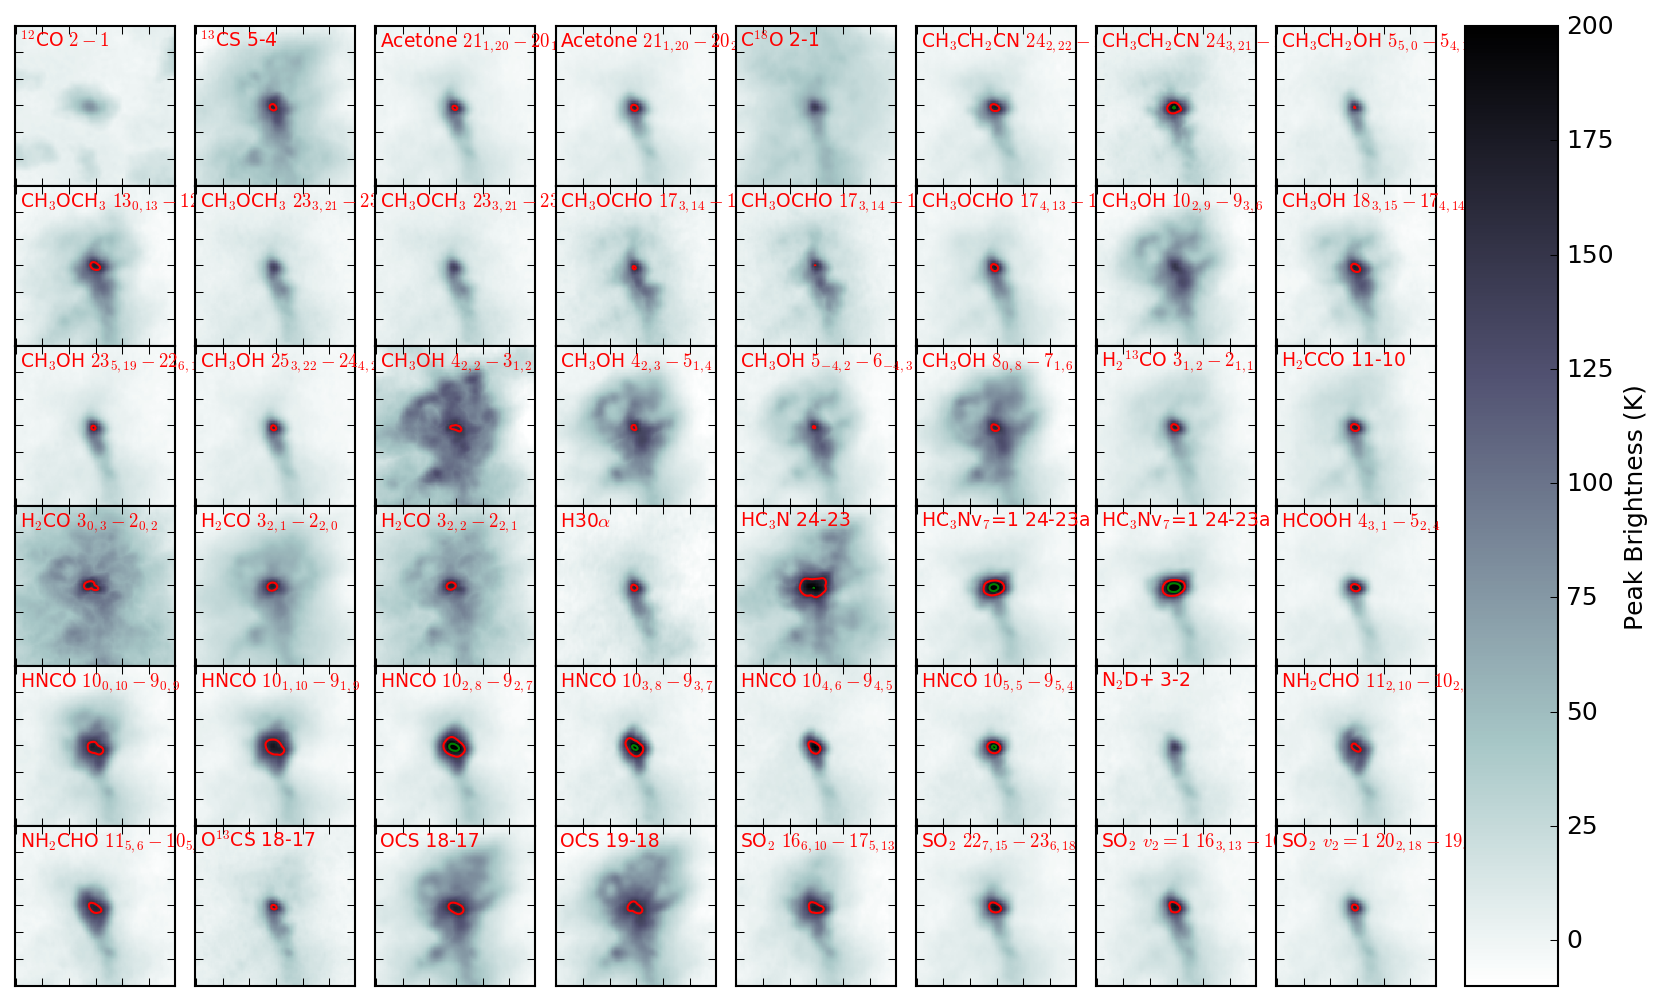 ¹²CO 2 − 1
¹³CS 5-4
Acetone 21₁,₂₀ − 20₁
Acetone 21₁,₂₀ − 20₂
C¹⁸O 2-1
CH₃CH₂CN 24₂,₂₂ −
CH₃CH₂CN 24₃,₂₁ −
CH₃CH₂OH 5₅,₀ − 5₄,
CH₃OCH₃ 13₀,₁₃ − 12
CH₃OCH₃ 23₃,₂₁ − 23
CH₃OCH₃ 23₃,₂₁ − 23
CH₃OCHO 17₃,₁₄ − 1
CH₃OCHO 17₃,₁₄ − 1
CH₃OCHO 17₄,₁₃ − 1
CH₃OH 10₂,₉ − 9₃,₆
CH₃OH 18₃,₁₅ − 17₄,₁₄
CH₃OH 23₅,₁₉ − 22₆,₁
CH₃OH 25₃,₂₂ − 24₄,₂
CH₃OH 4₂,₂ − 3₁,₂
CH₃OH 4₂,₃ − 5₁,₄
CH₃OH 5₋₄,₂ − 6₋₄,₃
CH₃OH 8₀,₈ − 7₁,₆
H₂¹³CO 3₁,₂ − 2₁,₁
H₂CCO 11-10
H₂CO 3₀,₃ − 2₀,₂
H₂CO 3₂,₁ − 2₂,₀
H₂CO 3₂,₂ − 2₂,₁
H30α
HC₃N 24-23
HC₃Nv₇=1 24-23a
HC₃Nv₇=1 24-23a
HCOOH 4₃,₁ − 5₂,₄
HNCO 10₀,₁₀ − 9₀,₉
HNCO 10₁,₁₀ − 9₁,₉
HNCO 10₂,₈ − 9₂,₇
HNCO 10₃,₈ − 9₃,₇
HNCO 10₄,₆ − 9₄,₅
HNCO 10₅,₅ − 9₅,₄
N₂D+ 3-2
NH₂CHO 11₂,₁₀ − 10₂,
NH₂CHO 11₅,₆ − 10₅,
O¹³CS 18-17
OCS 18-17
OCS 19-18
SO₂ 16₆,₁₀ − 17₅,₁₃
SO₂ 22₇,₁₅ − 23₆,₁₈
SO₂ v₂ = 1 16₃,₁₃ − 16
SO₂ v₂ = 1 20₂,₁₈ − 19
200
175
150
125
100
75
50
25
0
Peak Brightness (K)